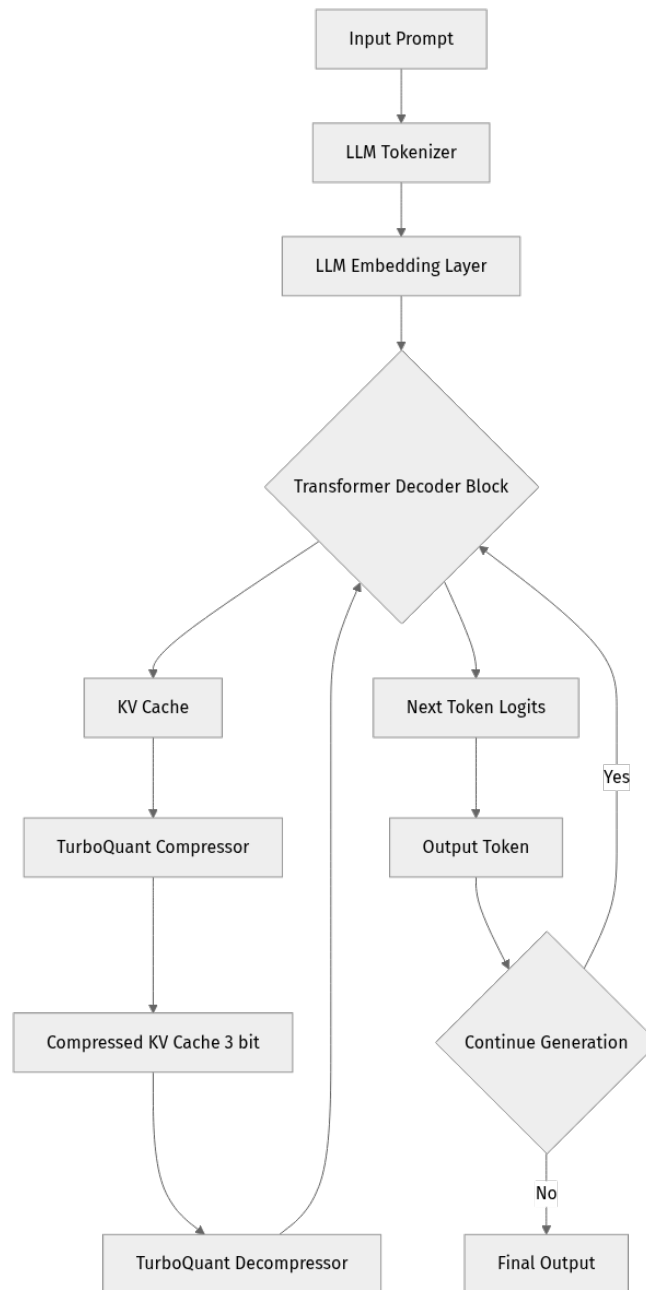 Input Prompt
LLM Tokenizer
LLM Embedding Layer
Transformer Decoder Block
KV Cache
Next Token Logits
Yes
TurboQuant Compressor
Output Token
Compressed KV Cache 3 bit
Continue Generation
No
TurboQuant Decompressor
Final Output